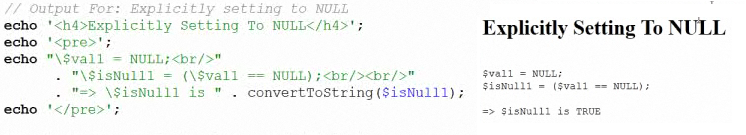 // Output For: Explicitly setting to NULL
echo '<h4>Explicitly Setting To NULL</h4>';
echo '<pre>';
echo "\$val1 = NULL;<br/>"
. "\$isNull1 = (\$val1 == NULL);<br/><br/>"
. "=> \$isNull1 is " . convertToString($isNull1);
echo '</pre>';
Explicitly Setting To NULL
$val1 = NULL;
$isNull1 = ($val1 == NULL);
=> $isNull1 is TRUE